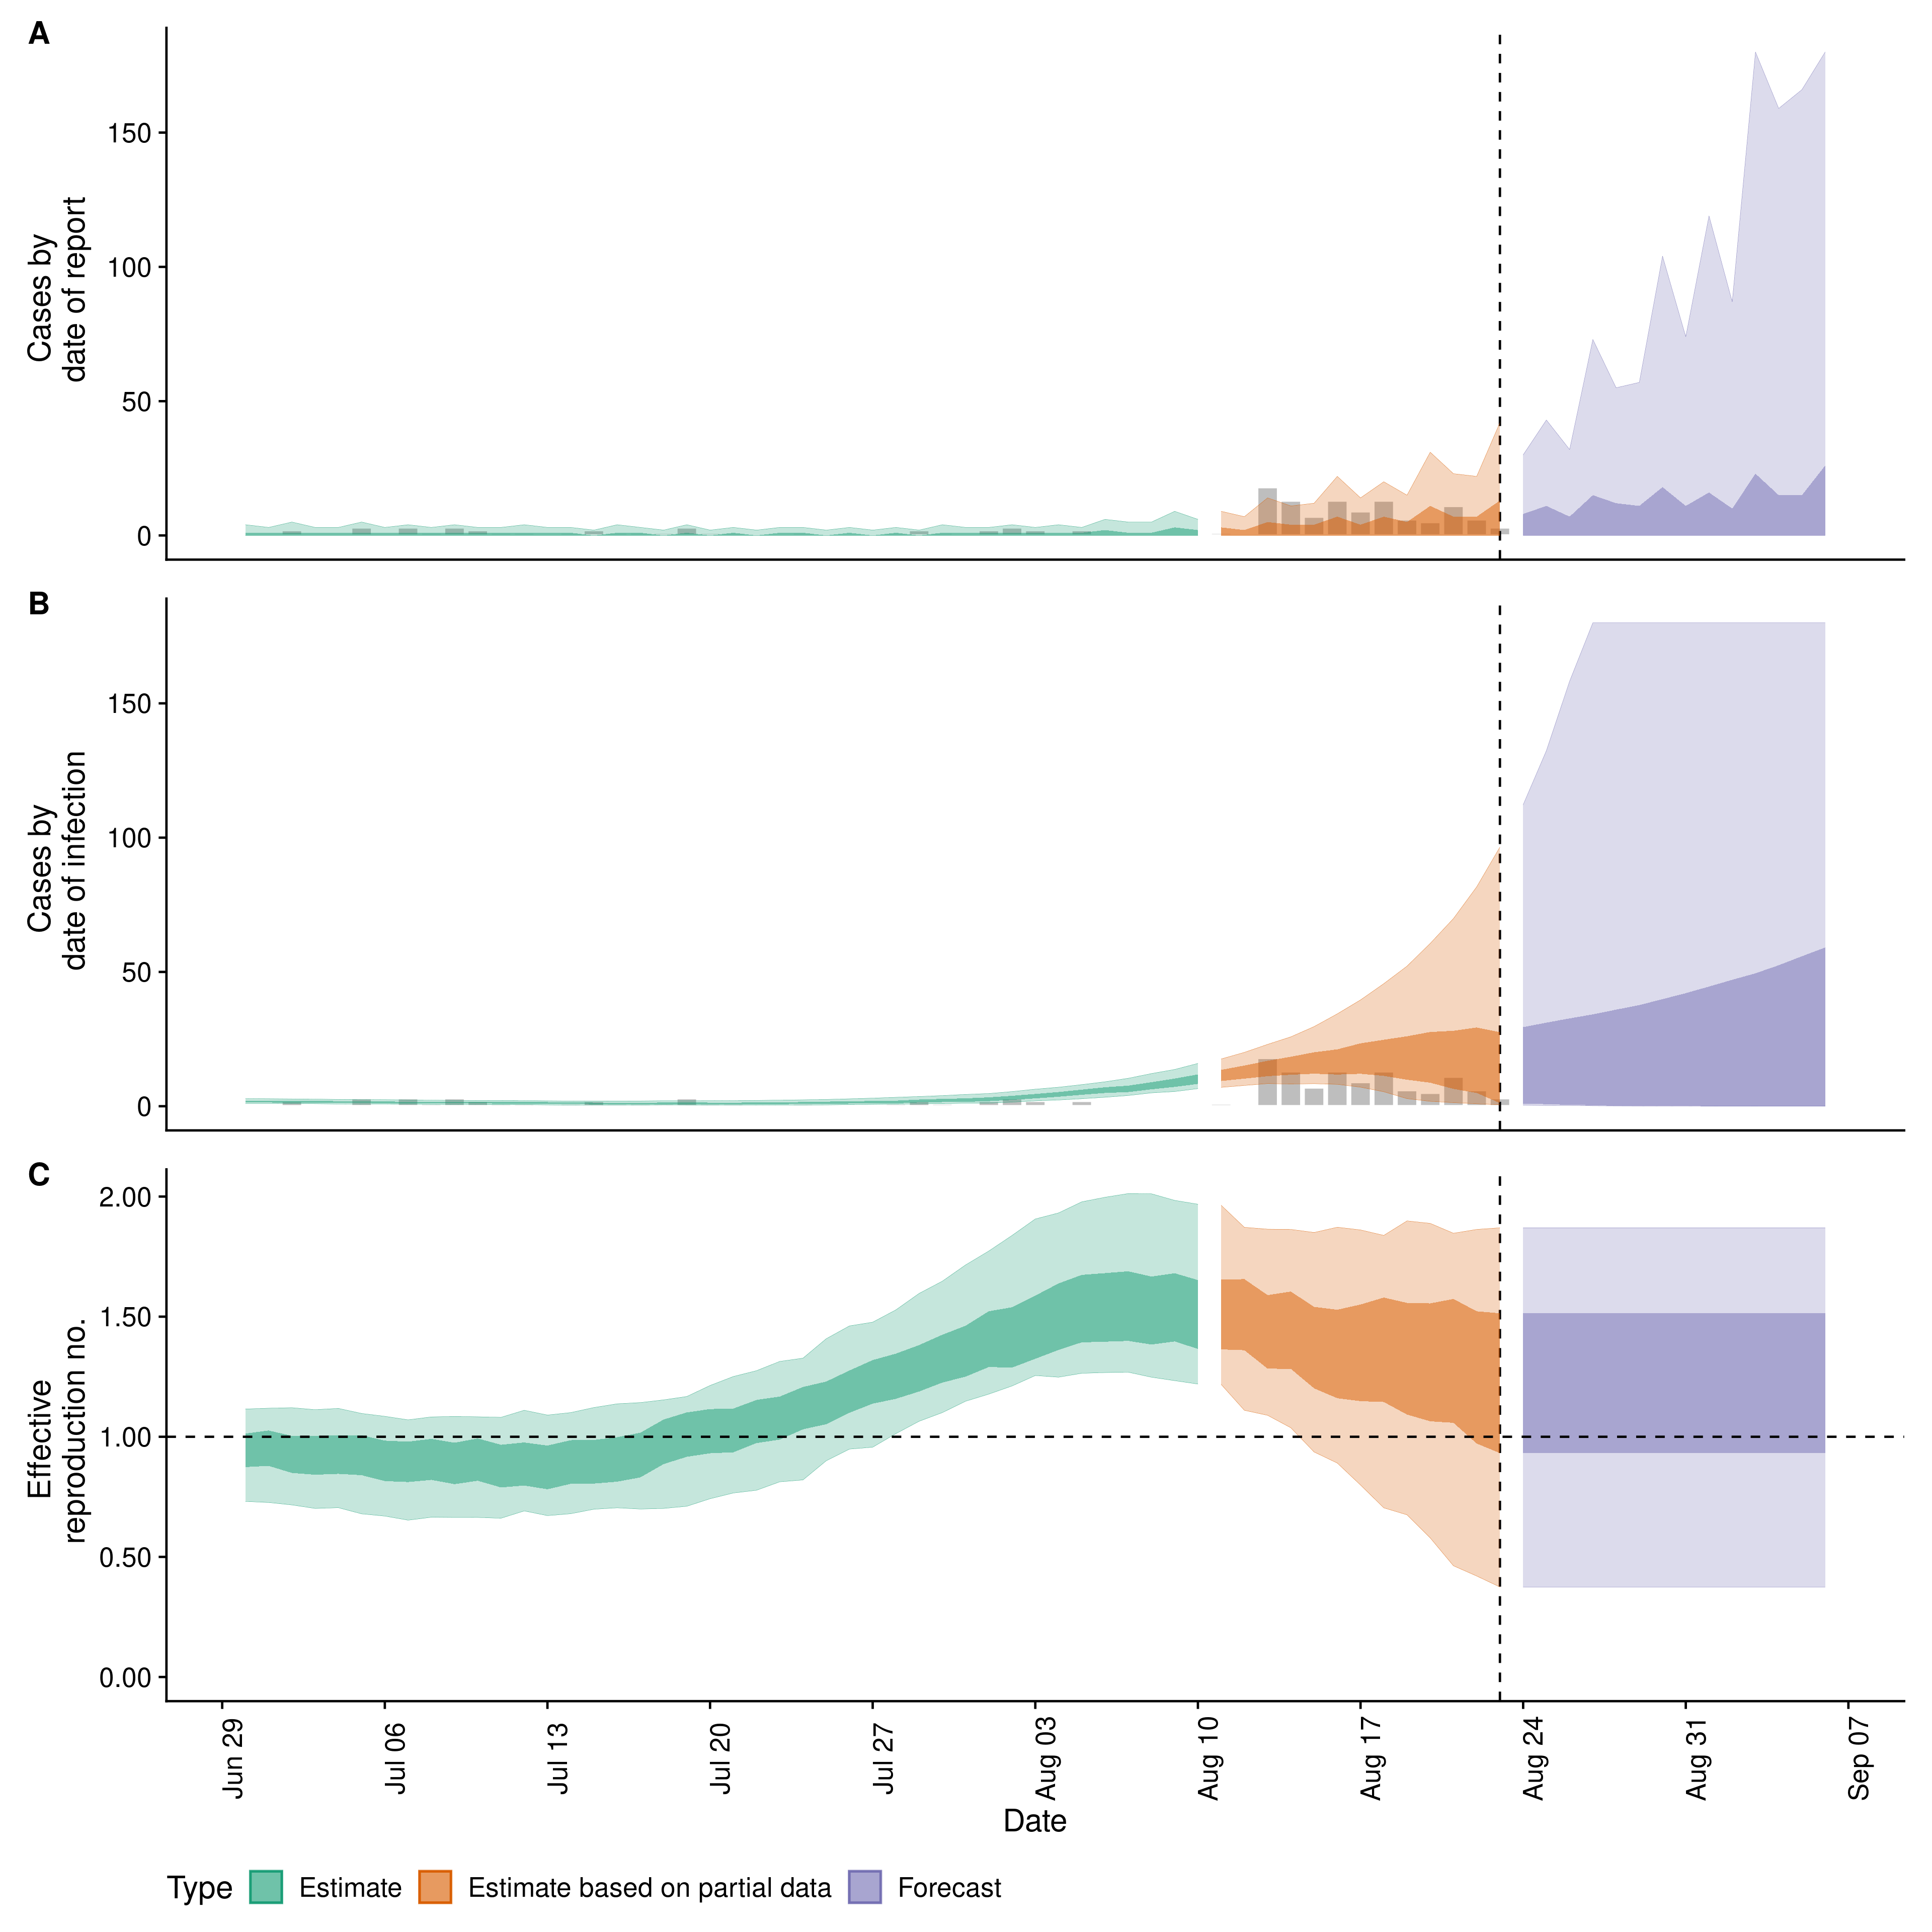 A
Cases by
date of report
150
100
50
0
B
Cases by
date of infection
150
100
50
0
C
Effective
reproduction no.
2.00
1.50
1.00
0.50
0.00
Jun 29
Jul 06
Jul 13
Jul 20
Jul 27
Aug 03
Aug 10
Aug 17
Aug 24
Aug 31
Sep 07
Date
Type Estimate Estimate based on partial data Forecast